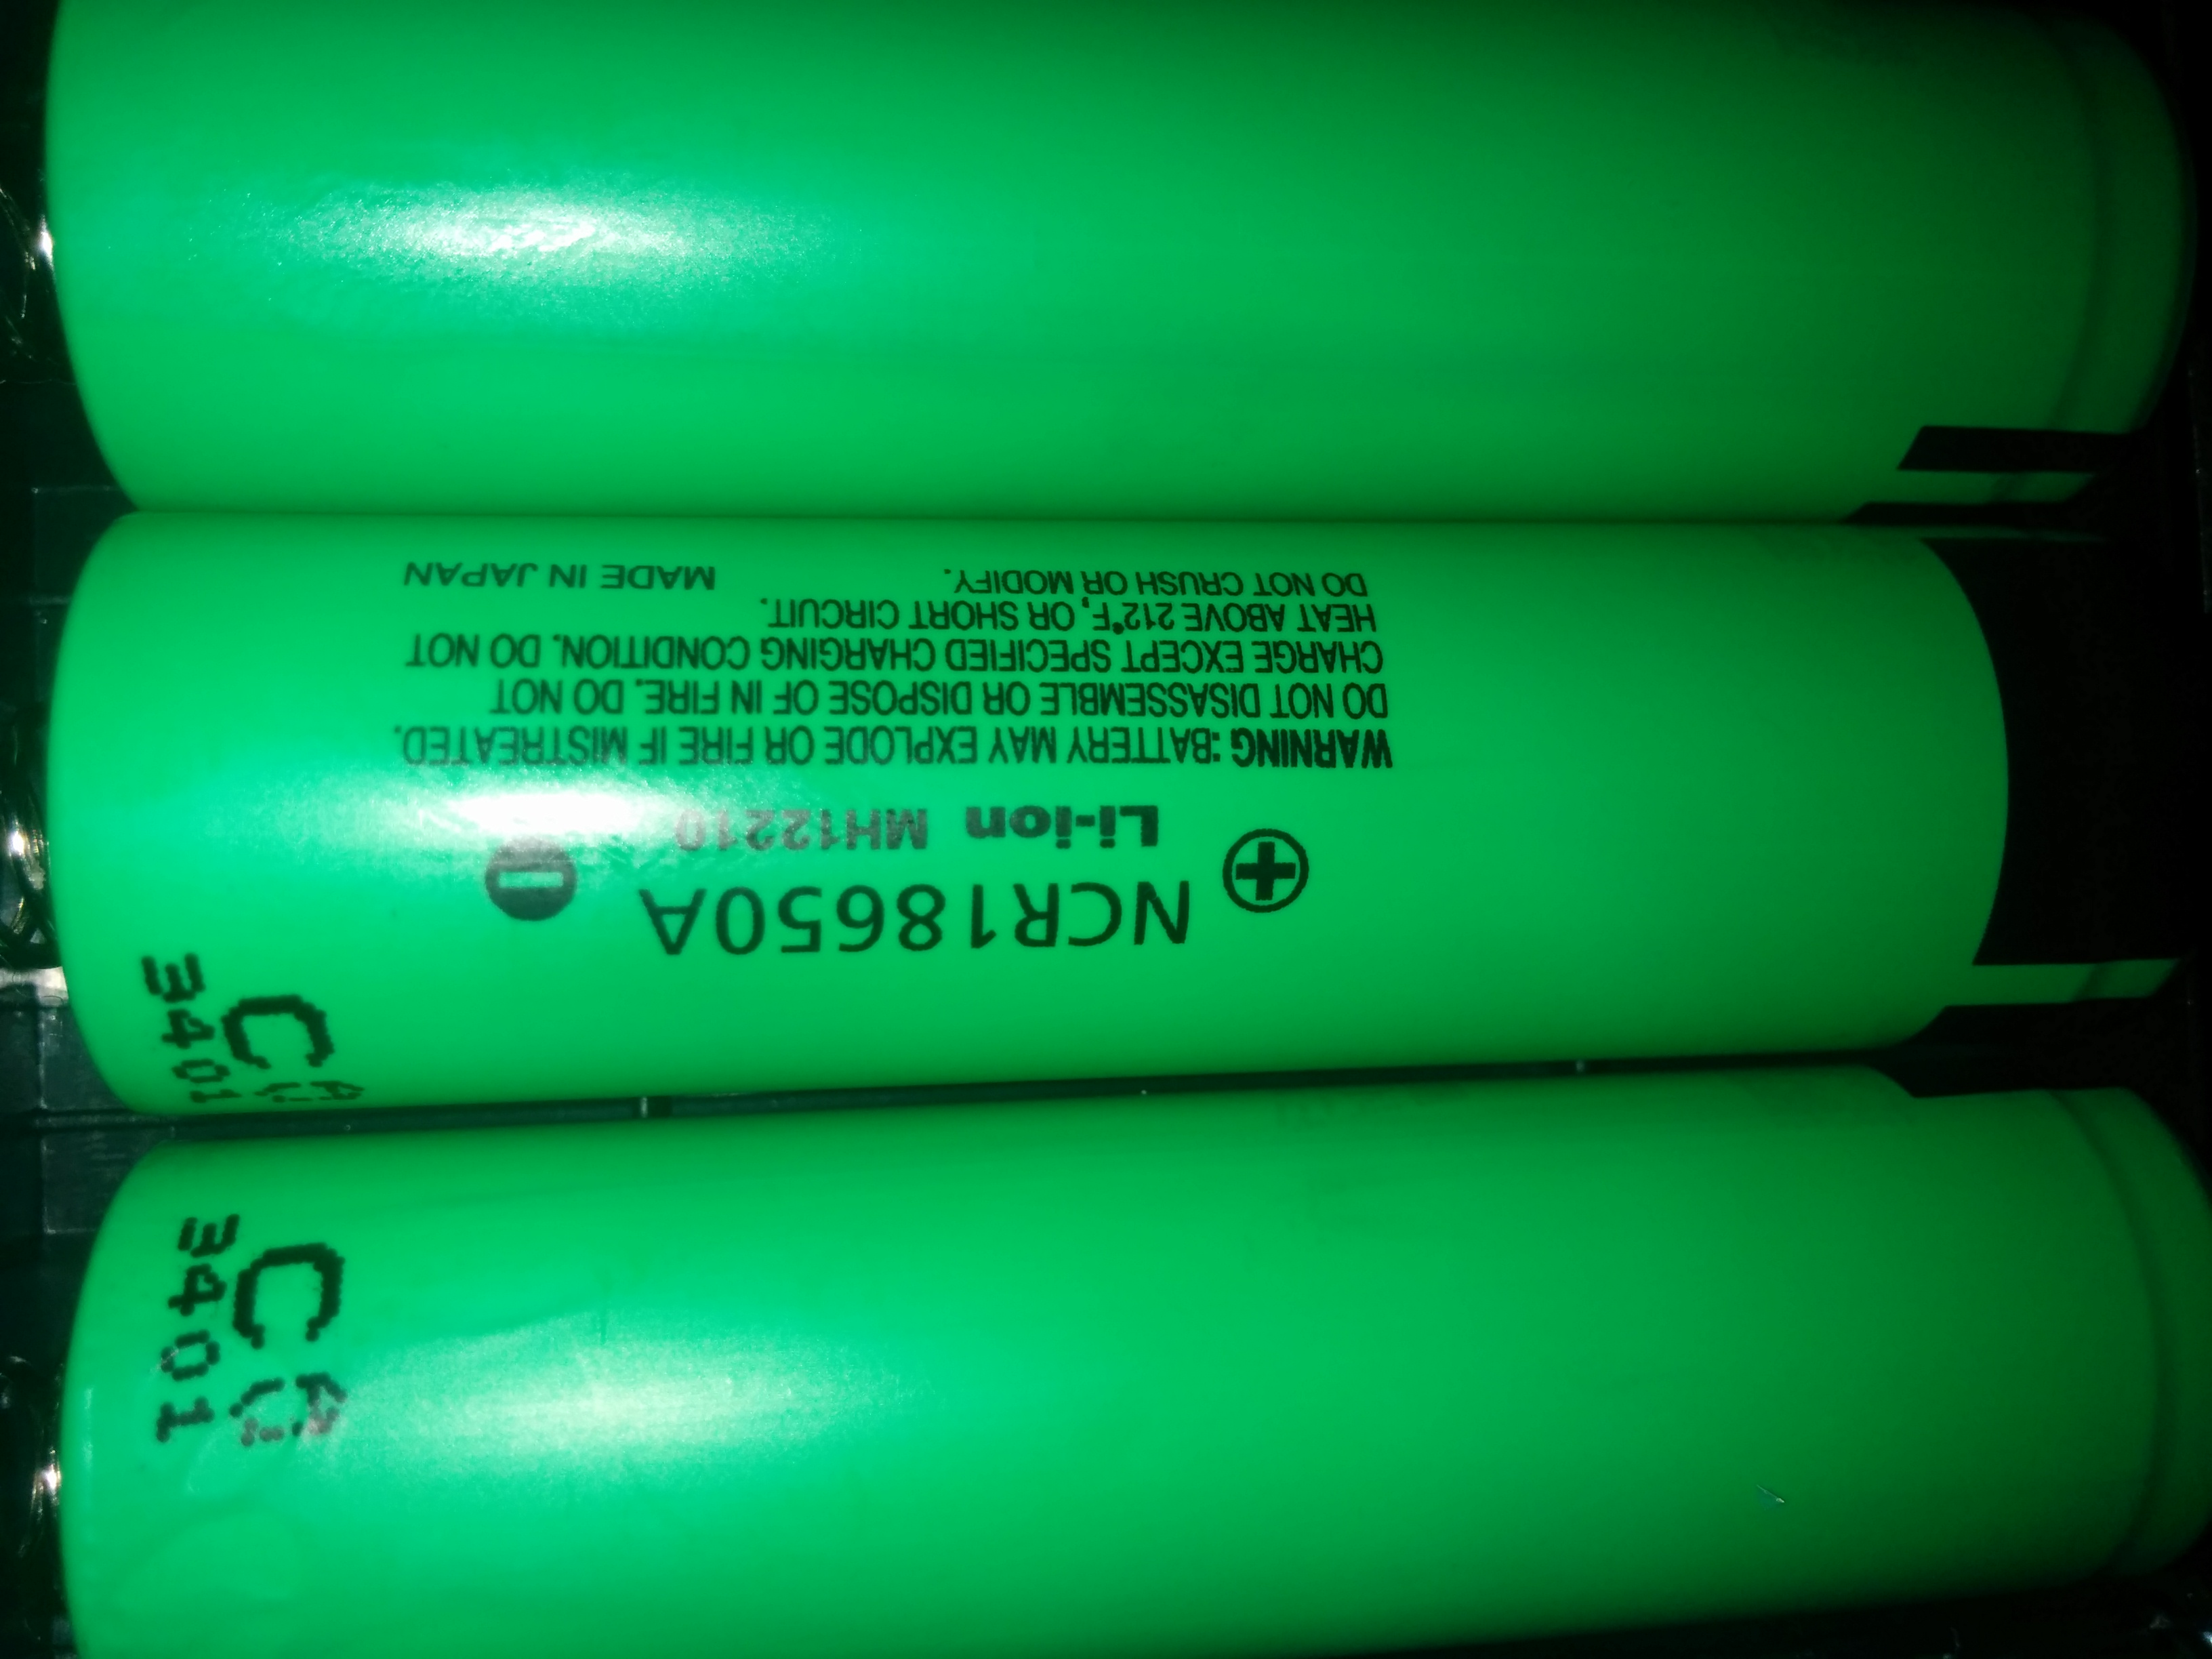 NCR18650A
Li-ion MH12210
WARNING :BATTERY MAY EXPLODE OR FIRE IF MISTREATED.
DO NOT DISASSEMBLE OR DISPOSE OF IN FIRE. DO NOT
CHARGE EXCEPT SPECIFIED CHARGING CONDITION. DO NOT
HEAT ABOVE 212°F, OR SHORT CIRCUIT.
DO NOT CRUSH OR MODIFY. MADE IN JAPAN
C
3401
C
3401